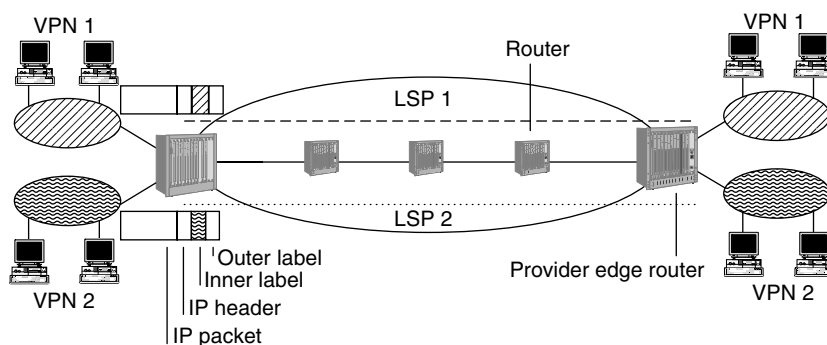 VPN 1
VPN 1
Router
LSP 1
LSP 2
Outer label
Inner label
Provider edge router
VPN 2
VPN 2
IP header
IP packet